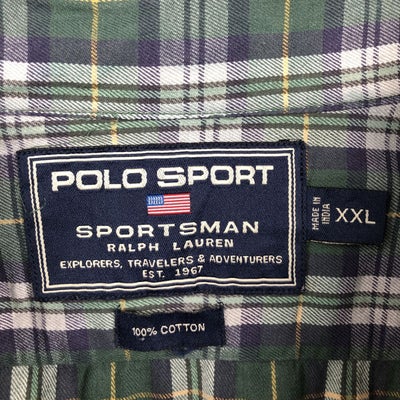 POLO SPORT
SPORTSMAN
RALPH LAUREN
EXPLORERS, TRAVELERS & ADVENTURERS
EST. 1967
MADE IN
INDIA
XXL
100% COTTON